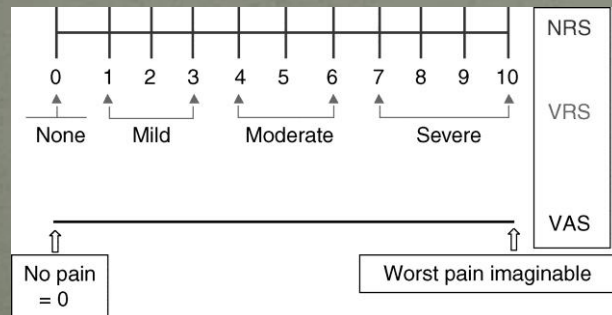 NRS
0 1 2 3 4 5 6 7 8 9 10
None Mild Moderate Severe
VRS
VAS
No pain
= 0
Worst pain imaginable